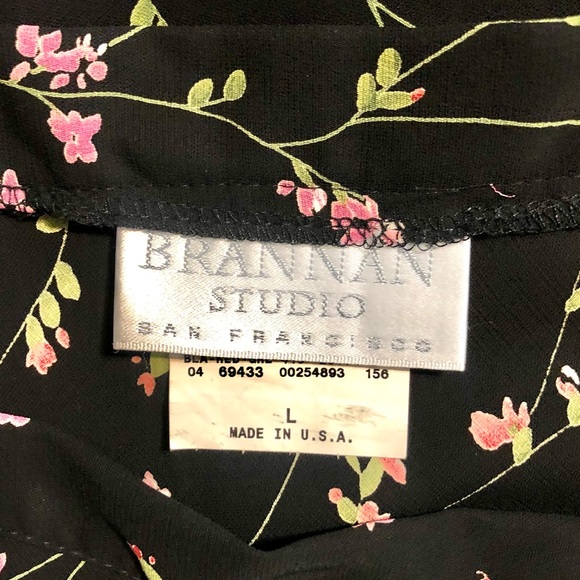 BRANNAN
STUDIO
SAN FRANCISCO
04 69433 00254893 156
L
MADE IN U.S.A.